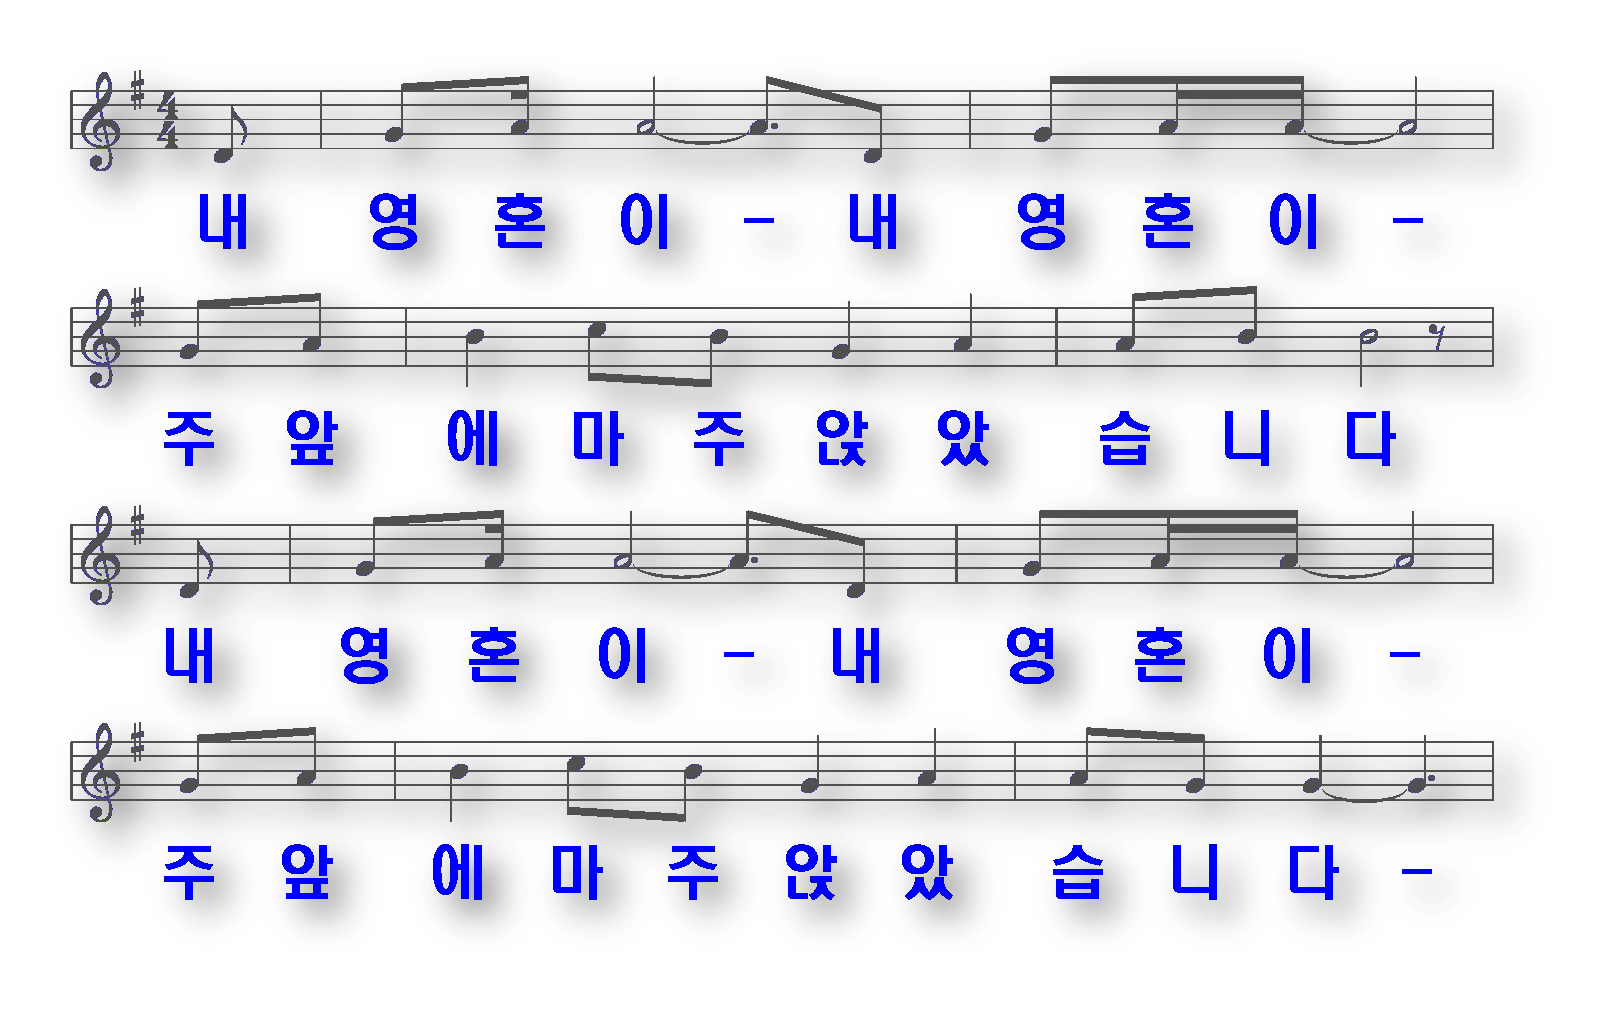 내 영 혼 이 - 내 영 혼 이 -
주 앞 에 마 주 앉 았 습 니 다
내 영 혼 이 - 내 영 혼 이 -
주 앞 에 마 주 앉 았 습 니 다 -